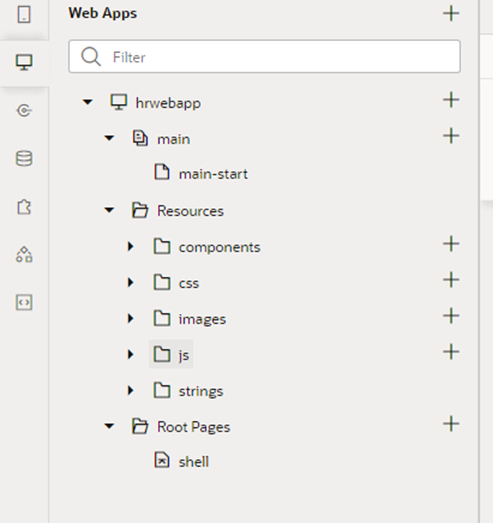 Web Apps
Filter
hrwebapp
main
main-start
Resources
components
css
images
js
strings
Root Pages
shell